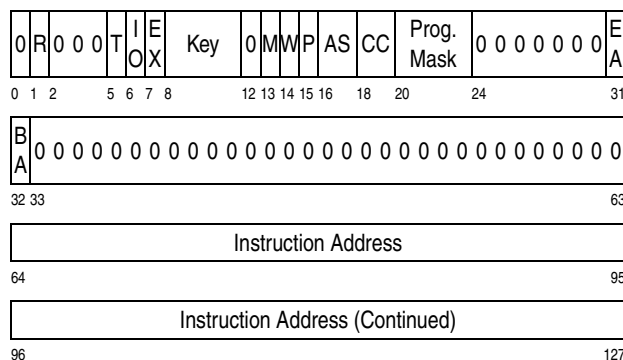 0 R 0 0 0 T I O E X Key 0 M W P AS CC Prog. Mask 0 0 0 0 0 0 0 E A
0 1 2 5 6 7 8 12 13 14 15 16 18 20 24 31
B A 0 0 0 0 0 0 0 0 0 0 0 0 0 0 0 0 0 0 0 0 0 0 0 0 0 0 0 0 0 0 0
32 33 63
Instruction Address
64 95
Instruction Address (Continued)
96 127